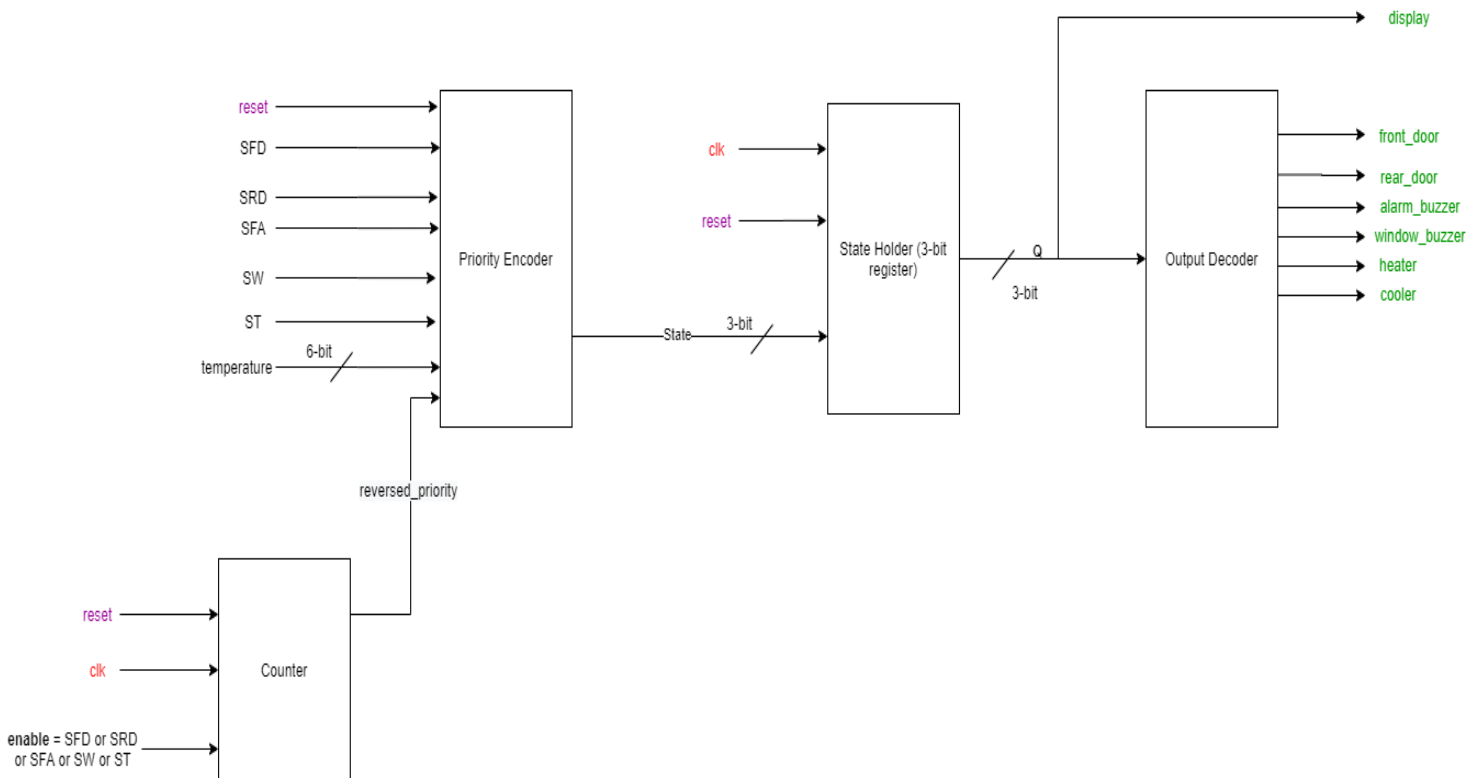 display
reset
SFD
SRD
SFA
SW
ST
temperature
6-bit
Priority Encoder
State
3-bit
clk
reset
State Holder (3-bit
register)
Q
3-bit
Output Decoder
front_door
rear_door
alarm_buzzer
window_buzzer
heater
cooler
reversed_priority
reset
clk
enable = SFD or SRD
or SFA or SW or ST
Counter